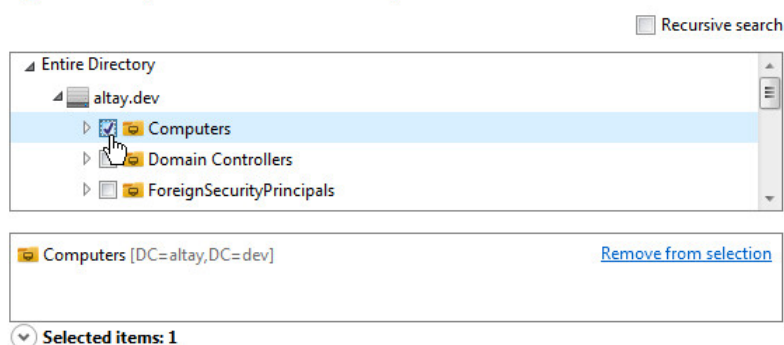 Recursive search
Entire Directory
altay.dev
Computers
Domain Controllers
ForeignSecurityPrincipals
Computers [DC=altay,DC=dev] Remove from selection
Selected items: 1